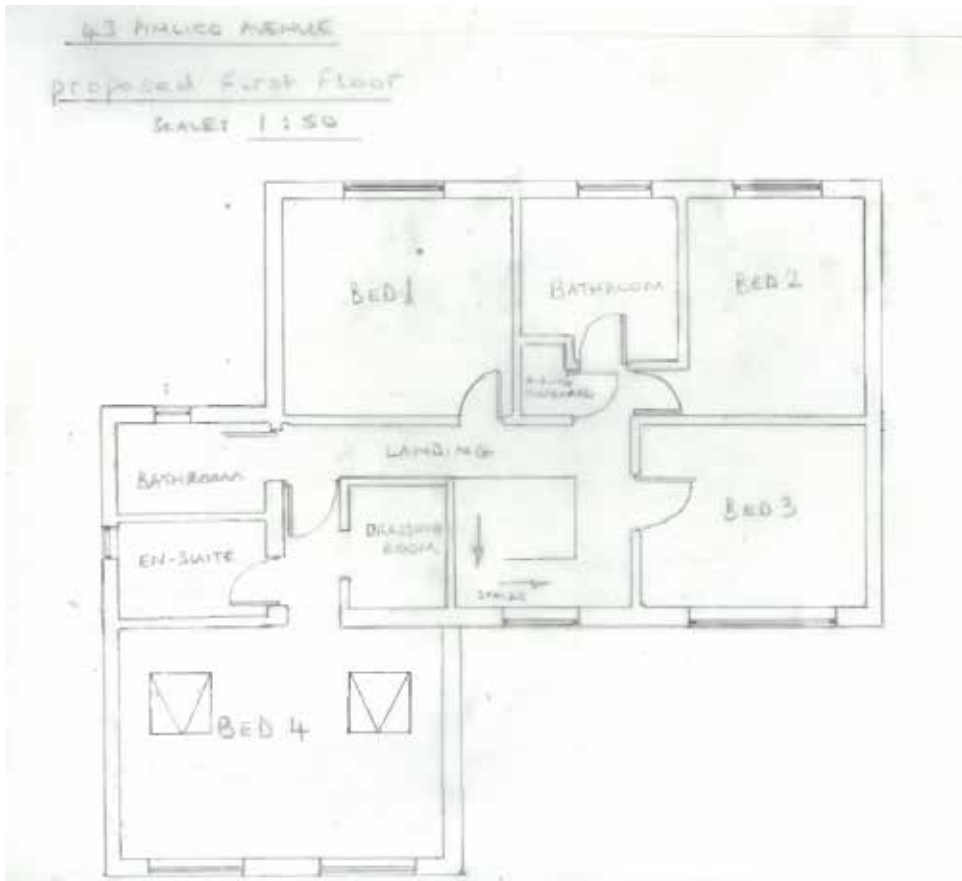 43 PIMLICO AVENUE
proposed first floor
SCALE: 1:50
BED 1
BATHROOM
BED 2
LANDING
BATHROOM
DRESSING
ROOM
BED 3
EN-SUITE
STAIRS
BED 4